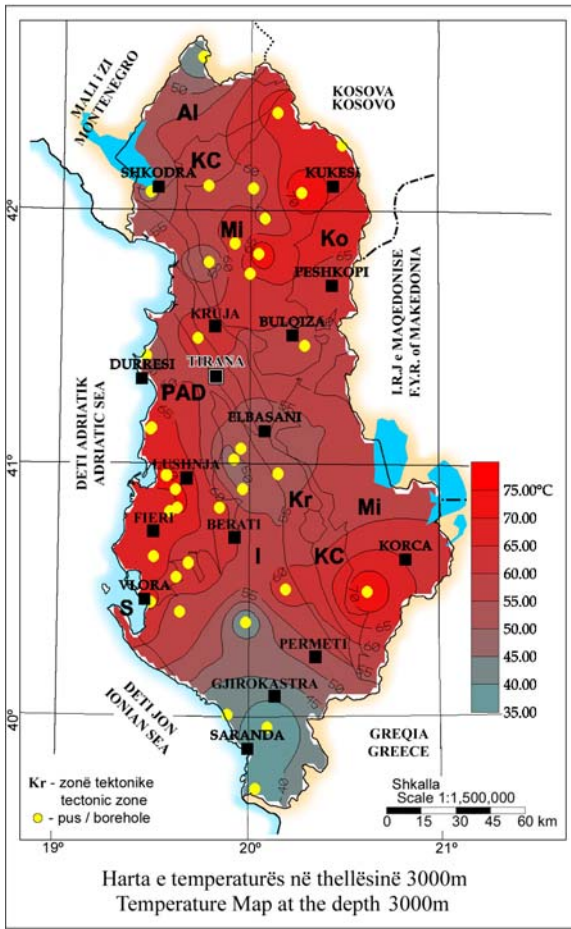 MALI i ZI
MONTENEGRO
KOSOVA
KOSOVO
Al
KC
SHKODRA
KUKESI
42°
Mi
Ko
PESHKOPI
I.R.J e MAQEDONISE
F.Y.R. of MAKEDONIA
KRUJA
BULQIZA
TIRANA
DURRESI
PAD
DETI ADRIATIK
ADRIATIC SEA
ELBASANI
41°
LUSHNJA
Kr
Mi
FIERI
BERATI
I
KC
KORCA
VLORA
S
PERMETI
GJIROKASTRA
DETI JON
IONIAN SEA
40°
SARANDA
GREQIA
GREECE
75.00°C
70.00
65.00
60.00
55.00
50.00
45.00
40.00
35.00
Kr - zonë tektonike
tectonic zone
- pus / borehole
Shkalla
Scale 1:1,500,000
0 15 30 45 60 km
19° 20° 21°
Harta e temperaturës në thellësinë 3000m
Temperature Map at the depth 3000m